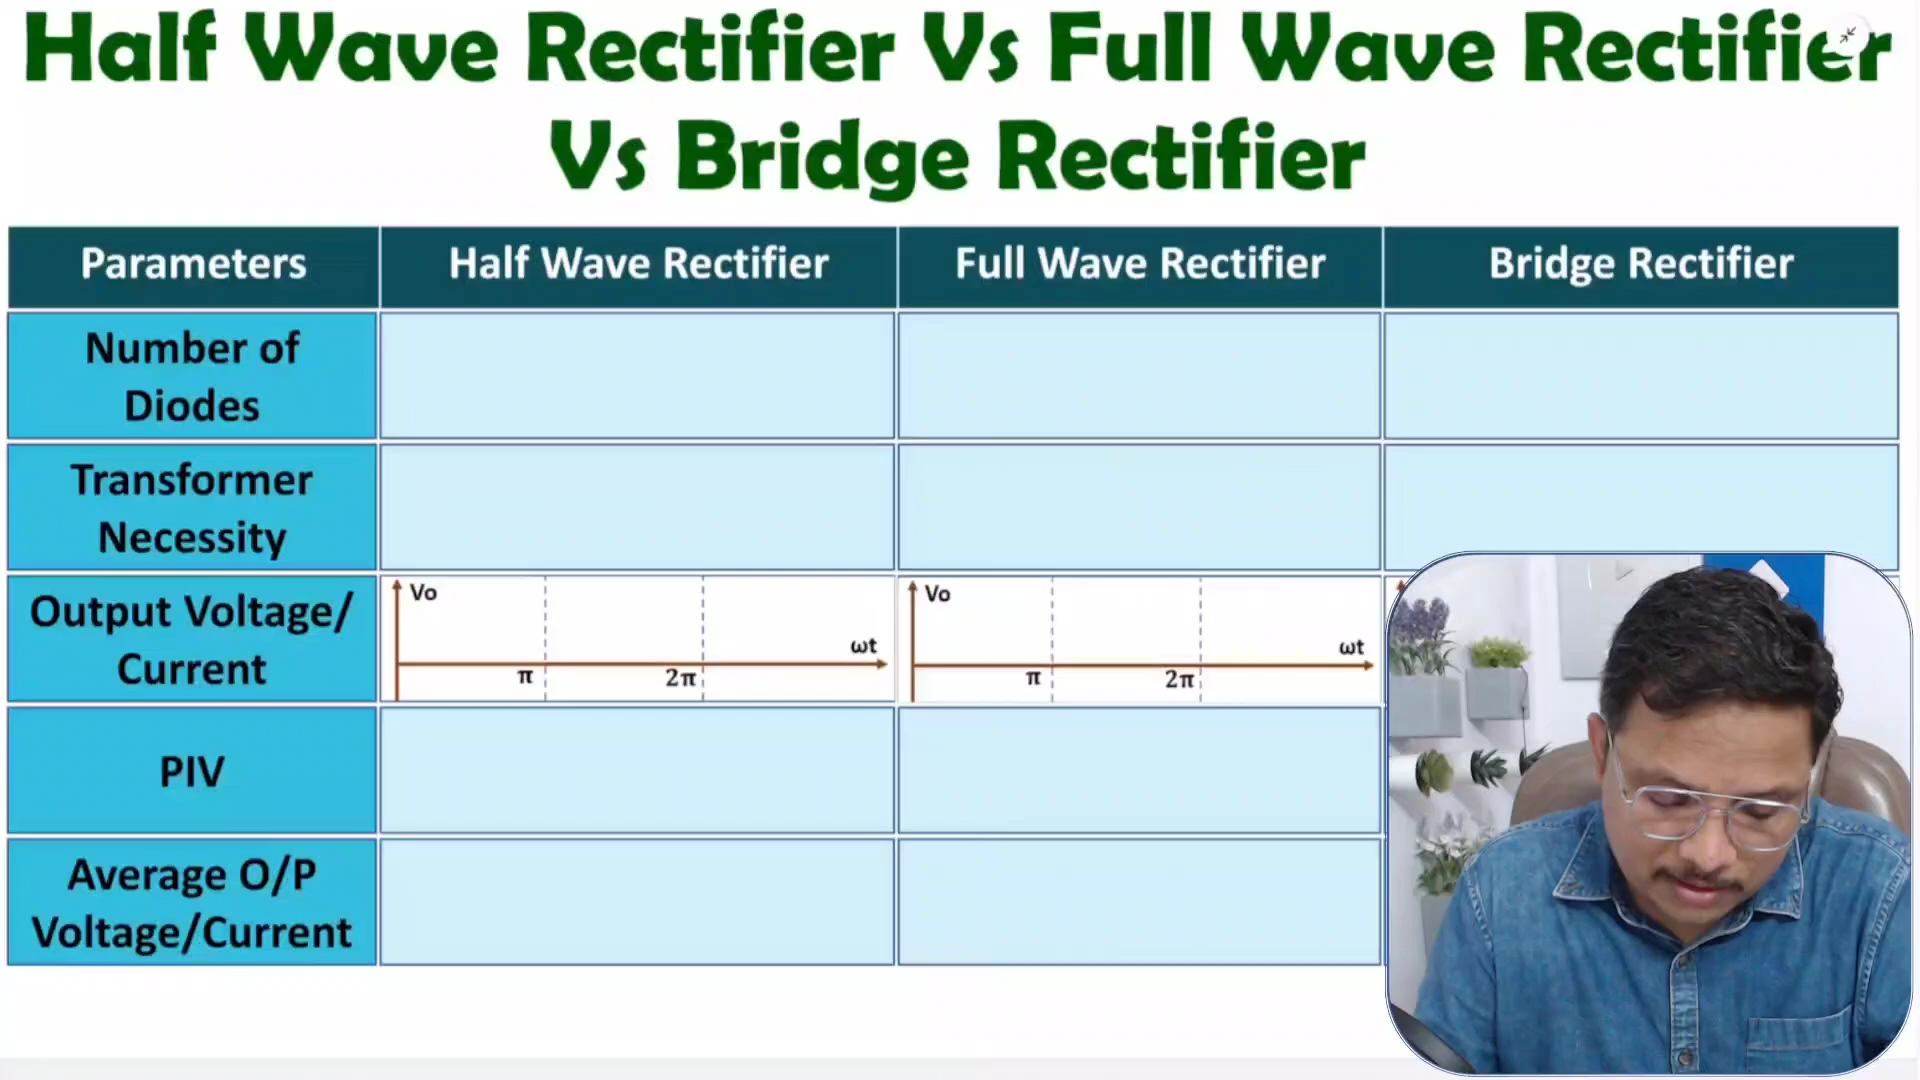 Half Wave Rectifier Vs Full Wave Rectifier
Vs Bridge Rectifier
Parameters
Half Wave Rectifier
Full Wave Rectifier
Bridge Rectifier
Number of
Diodes
Transformer
Necessity
Output Voltage/
Current
Vo
ωt
π
2π
Vo
ωt
π
2π
PIV
Average O/P
Voltage/Current